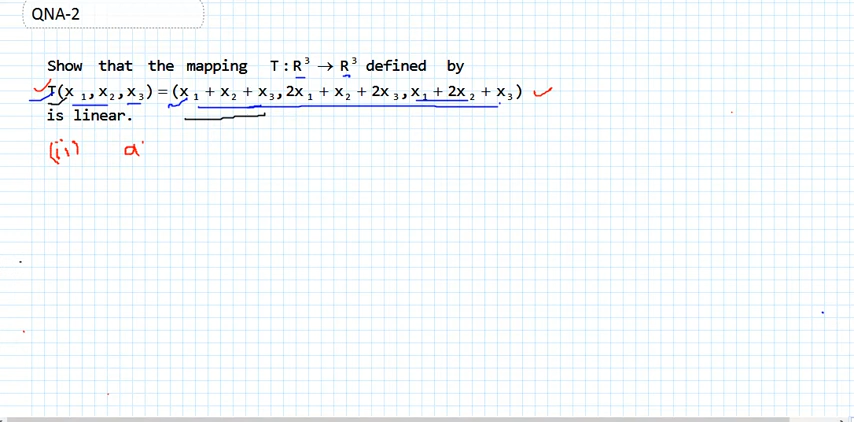 QNA-2
Show that the mapping T : R³ → R³ defined by
T(x₁, x₂, x₃) = (x₁ + x₂ + x₃, 2x₁ + x₂ + 2x₃, x₁ + 2x₂ + x₃)
is linear.
(ii) a